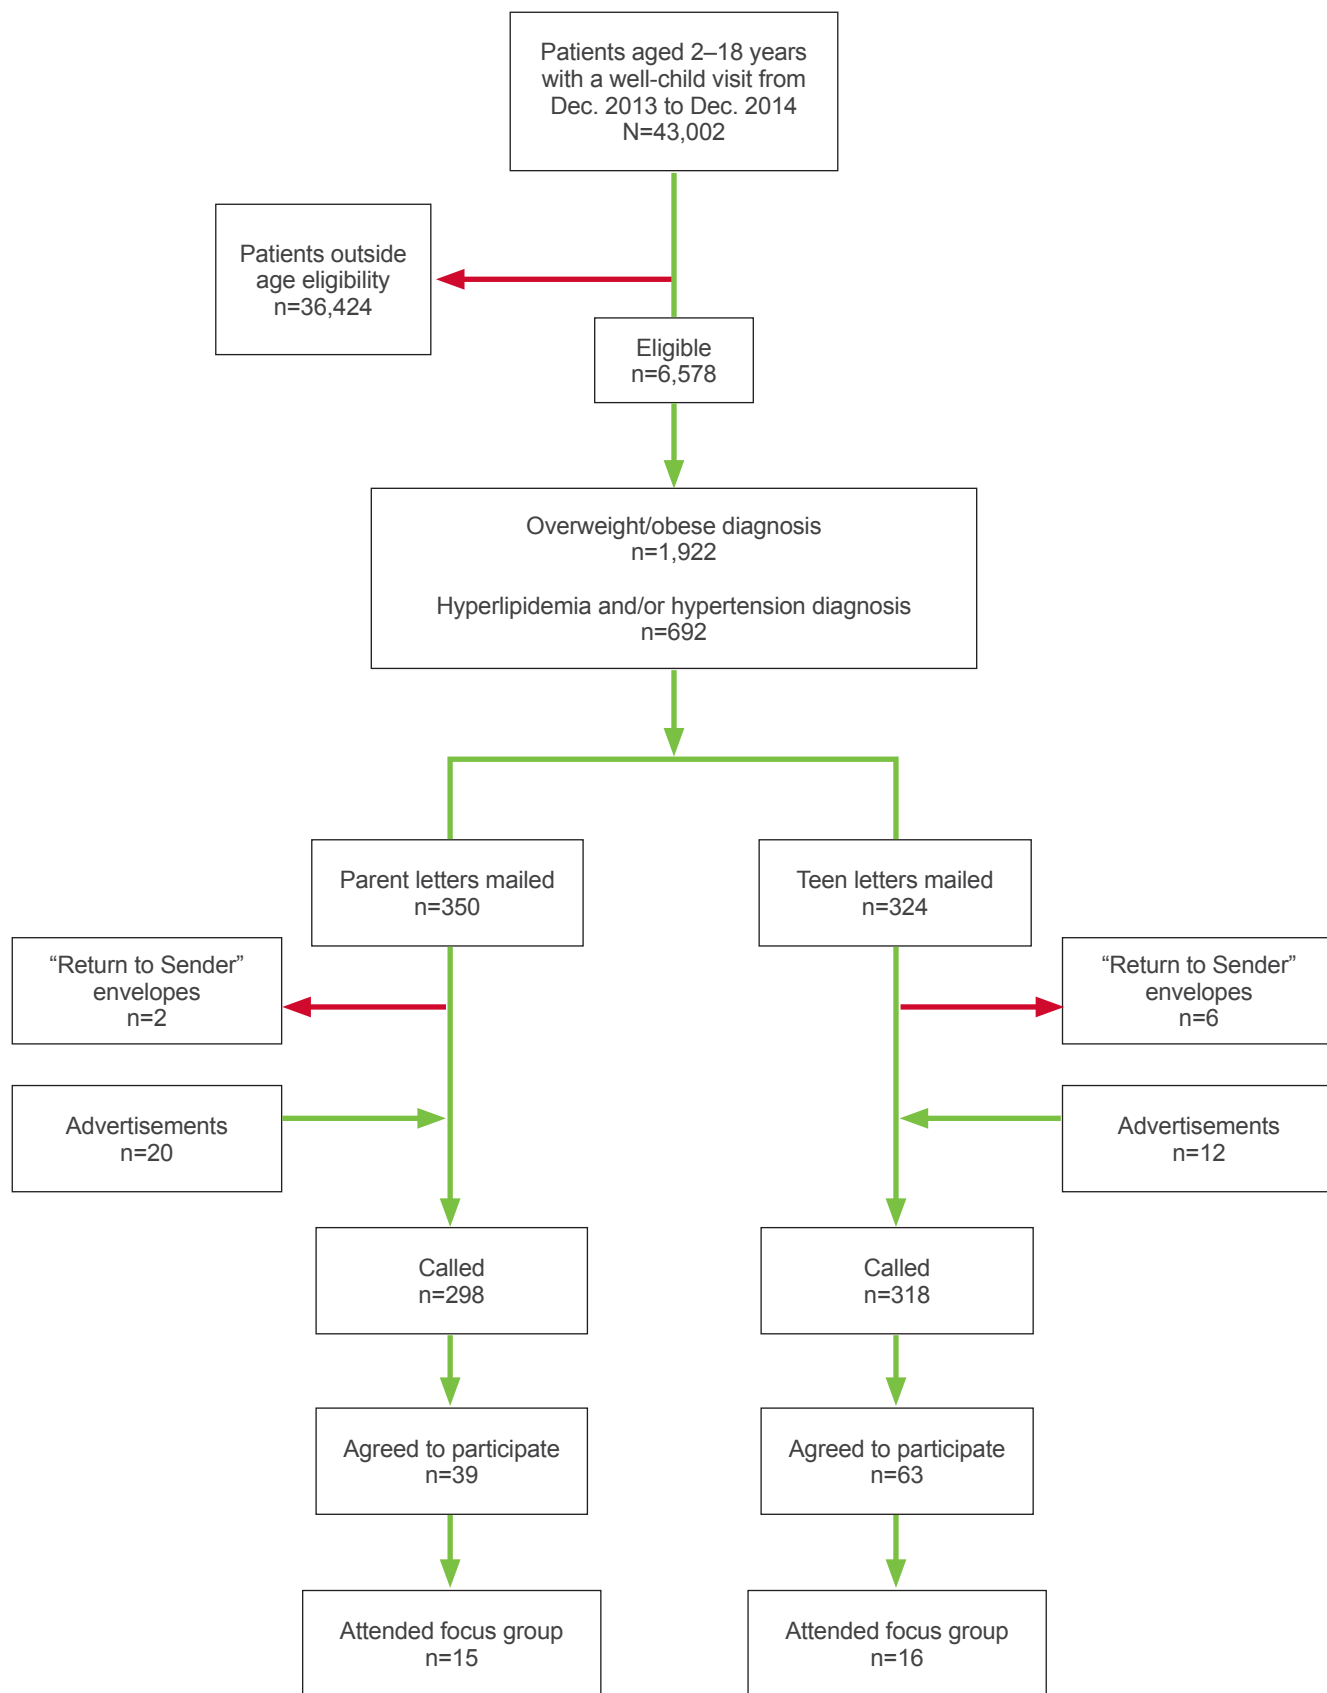 Patients aged 2–18 years
with a well-child visit from
Dec. 2013 to Dec. 2014
N=43,002
Patients outside
age eligibility
n=36,424
Eligible
n=6,578
Overweight/obese diagnosis
n=1,922
Hyperlipidemia and/or hypertension diagnosis
n=692
Parent letters mailed
n=350
Teen letters mailed
n=324
“Return to Sender”
envelopes
n=2
“Return to Sender”
envelopes
n=6
Advertisements
n=20
Advertisements
n=12
Called
n=298
Called
n=318
Agreed to participate
n=39
Agreed to participate
n=63
Attended focus group
n=15
Attended focus group
n=16